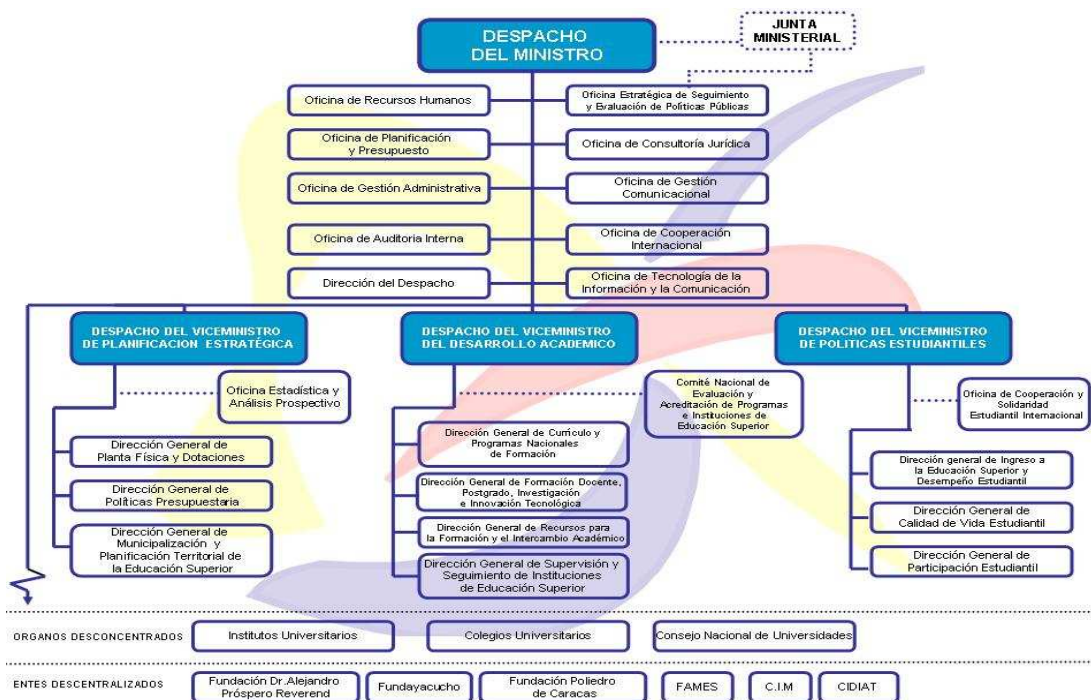 DESPACHO
DEL MINISTRO
JUNTA
MINISTERIAL
Oficina de Recursos Humanos
Oficina Estratégica de Seguimiento
y Evaluación de Políticas Públicas
Oficina de Planificación
y Presupuesto
Oficina de Consultoría Jurídica
Oficina de Gestión Administrativa
Oficina de Gestión
Comunicacional
Oficina de Auditoria Interna
Oficina de Cooperación
Internacional
Dirección del Despacho
Oficina de Tecnología de la
Información y la Comunicación
DESPACHO DEL VICEMINISTRO
DE PLANIFICACION ESTRATÉGICA
DESPACHO DEL VICEMINISTRO
DEL DESARROLLO ACADEMICO
DESPACHO DEL VICEMINISTRO
DE POLITICAS ESTUDIANTILES
Oficina Estadística y
Análisis Prospectivo
Comité Nacional de
Evaluación y
Acreditación de Programas
e Instituciones de
Educación Superior
Oficina de Cooperación y
Solidaridad
Estudiantil Internacional
Dirección General de
Planta Física y Dotaciones
Dirección General de
Políticas Presupuestaria
Dirección General de
Municipalización y
Planificación Territorial de
la Educación Superior
Dirección General de Currículo y
Programas Nacionales
de Formación
Dirección General de Formación Docente,
Postgrado, Investigación
e Innovación Tecnológica
Dirección General de Recursos para
la Formación y el Intercambio Académico
Dirección General de Supervisión y
Seguimiento de Instituciones
de Educación Superior
Dirección general de Ingreso a
la Educación Superior y
Desempeño Estudiantil
Dirección General de
Calidad de Vida Estudiantil
Dirección General de
Participación Estudiantil
ORGANOS DESCONCENTRADOS
Institutos Universitarios
Colegios Universitarios
Consejo Nacional de Universidades
ENTES DESCENTRALIZADOS
Fundación Dr.Alejandro
Próspero Reverend
Fundayacucho
Fundación Poliedro
de Caracas
FAMES
C.I.M
CIDIAT